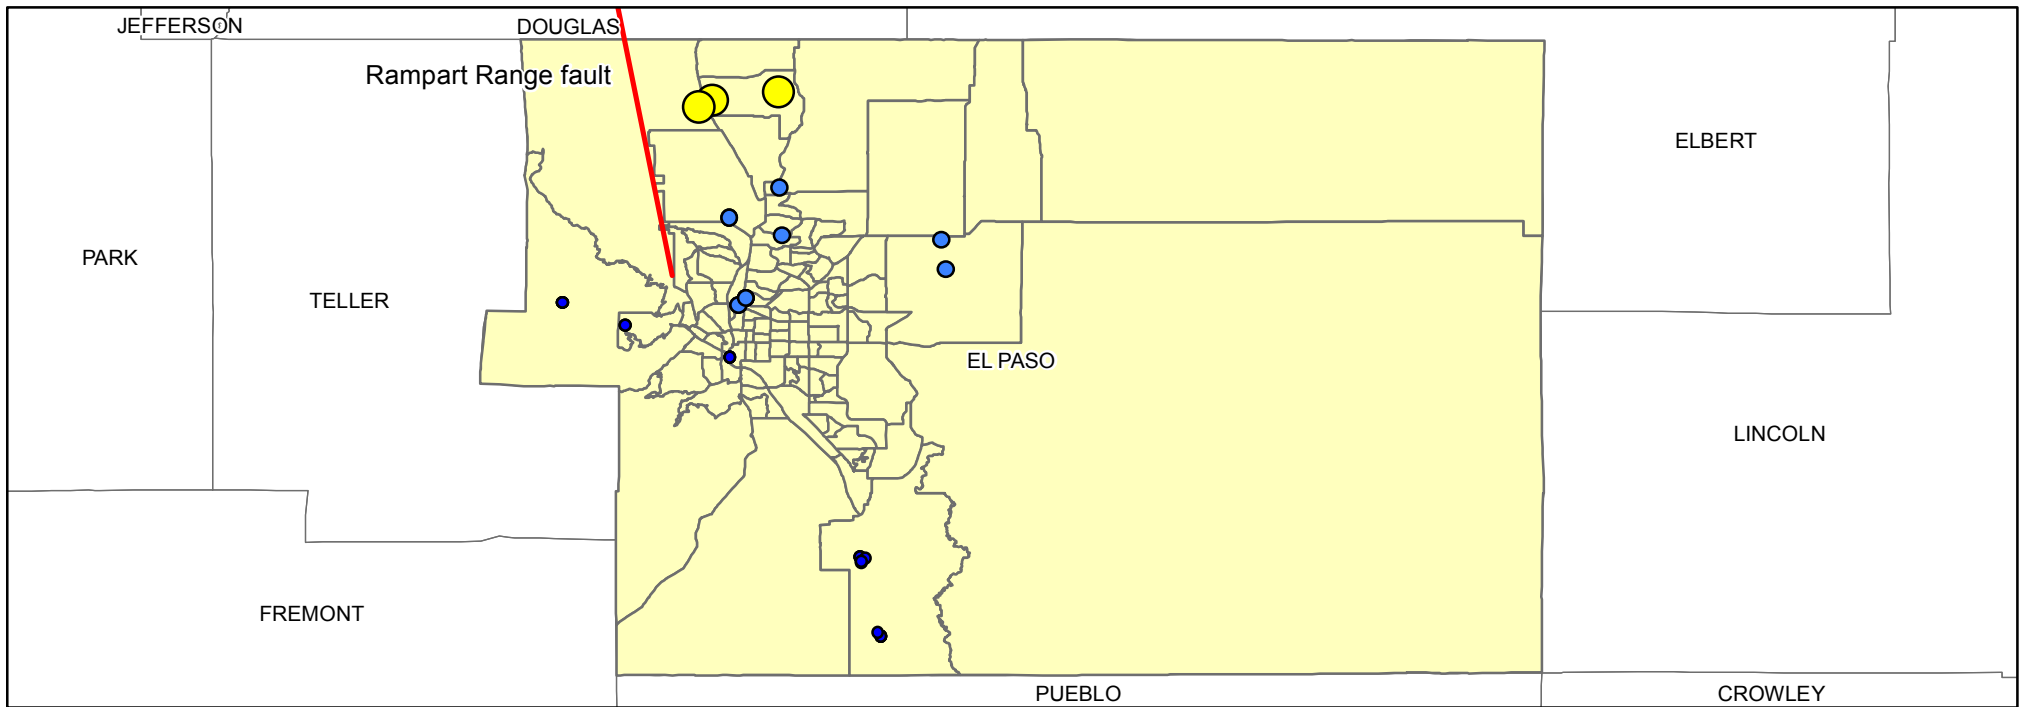 JEFFERSON
DOUGLAS
Rampart Range fault
ELBERT
PARK
TELLER
EL PASO
LINCOLN
FREMONT
PUEBLO
CROWLEY